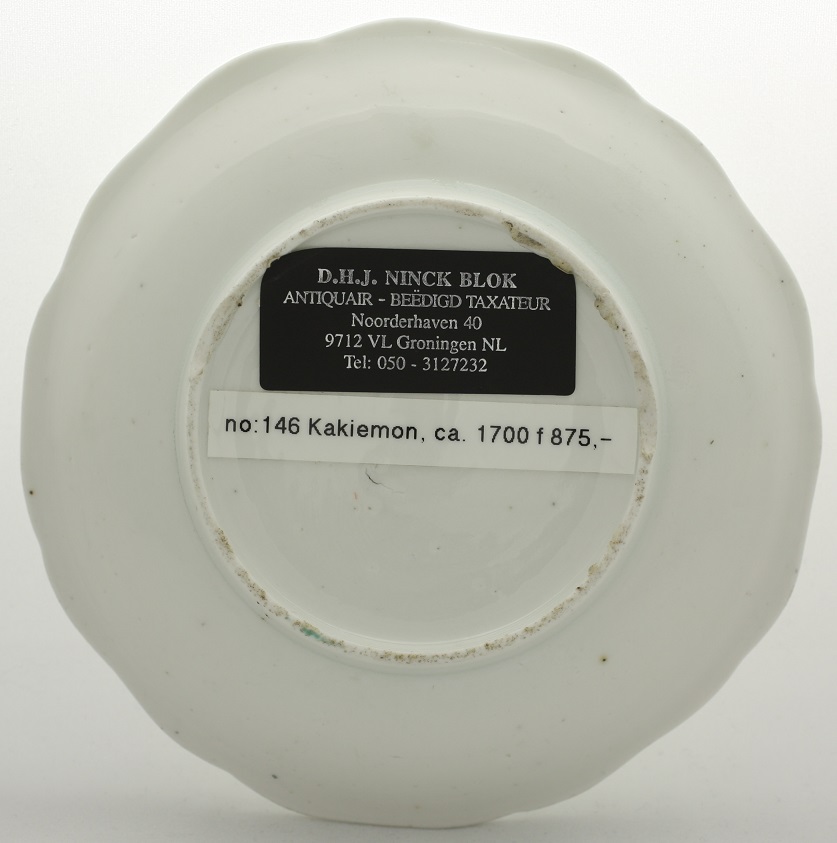 D.H.J. NINCK BLOK
ANTIQUAIR - BEËDIGD TAXATEUR
Noorderhaven 40
9712 VL Groningen NL
Tel: 050 - 3127232
no:146 Kakiemon, ca. 1700 f 875,-